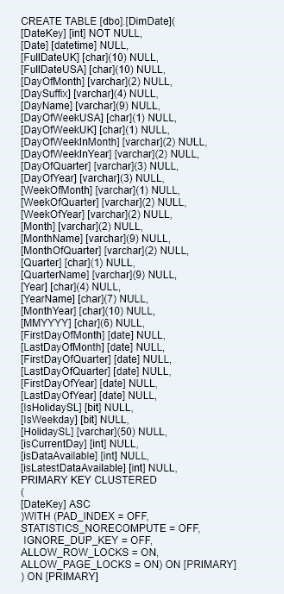 CREATE TABLE [dbo].[DimDate](
[DateKey] [int] NOT NULL,
[Date] [datetime] NULL,
[FullDateUK] [char](10) NULL,
[FullDateUSA] [char](10) NULL,
[DayOfMonth] [varchar](2) NULL,
[DaySuffix] [varchar](4) NULL,
[DayName] [varchar](9) NULL,
[DayOfWeekUSA] [char](1) NULL,
[DayOfWeekUK] [char](1) NULL,
[DayOfWeekInMonth] [varchar](2) NULL,
[DayOfWeekInYear] [varchar](2) NULL,
[DayOfQuarter] [varchar](3) NULL,
[DayOfYear] [varchar](3) NULL,
[WeekOfMonth] [varchar](1) NULL,
[WeekOfQuarter] [varchar](2) NULL,
[WeekOfYear] [varchar](2) NULL,
[Month] [varchar](2) NULL,
[MonthName] [varchar](9) NULL,
[MonthOfQuarter] [varchar](2) NULL,
[Quarter] [char](1) NULL,
[QuarterName] [varchar](9) NULL,
[Year] [char](4) NULL,
[YearName] [char](7) NULL,
[MonthYear] [char](10) NULL,
[MMYYYY] [char](6) NULL,
[FirstDayOfMonth] [date] NULL,
[LastDayOfMonth] [date] NULL,
[FirstDayOfQuarter] [date] NULL,
[LastDayOfQuarter] [date] NULL,
[FirstDayOfYear] [date] NULL,
[LastDayOfYear] [date] NULL,
[IsHolidaySL] [bit] NULL,
[IsWeekday] [bit] NULL,
[HolidaySL] [varchar](50) NULL,
[isCurrentDay] [int] NULL,
[isDataAvailable] [int] NULL,
[isLatestDataAvailable] [int] NULL,
PRIMARY KEY CLUSTERED
(
[DateKey] ASC
)WITH (PAD_INDEX = OFF,
STATISTICS_NORECOMPUTE = OFF,
IGNORE_DUP_KEY = OFF,
ALLOW_ROW_LOCKS = ON,
ALLOW_PAGE_LOCKS = ON) ON [PRIMARY]
) ON [PRIMARY]